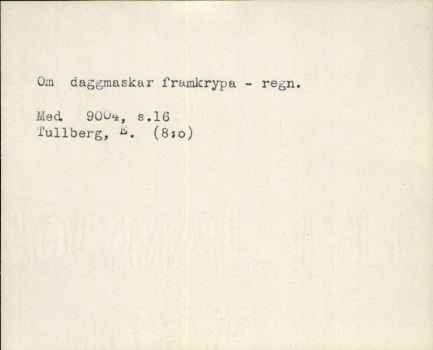 Om daggmaskar framkrypa - regn.
Med 9004, s.16
Tullberg, E. (8:o)